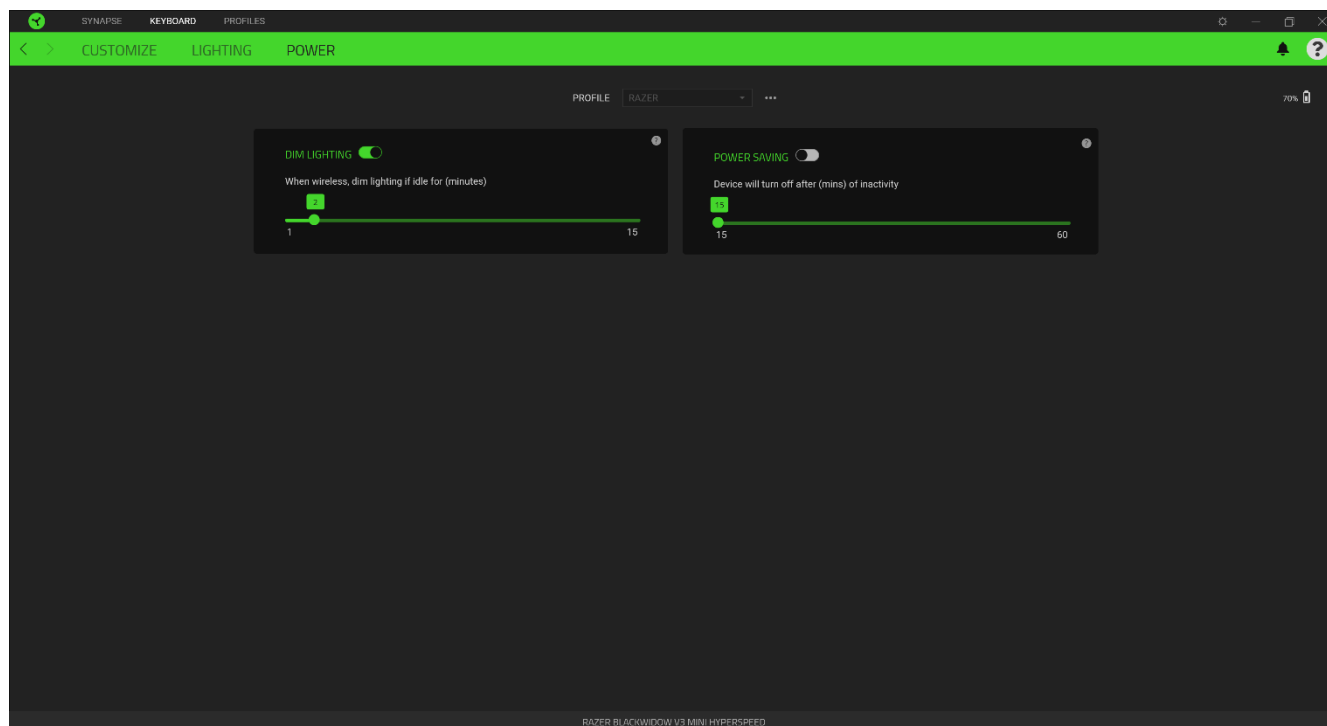 SYNAPSE KEYBOARD PROFILES
CUSTOMIZE LIGHTING POWER
?
PROFILE RAZER
70%
DIM LIGHTING
?
When wireless, dim lighting if idle for (minutes)
2
1 15
POWER SAVING
?
Device will turn off after (mins) of inactivity
15
15 60
RAZER BLACKWIDOW V3 MINI HYPERSPEED